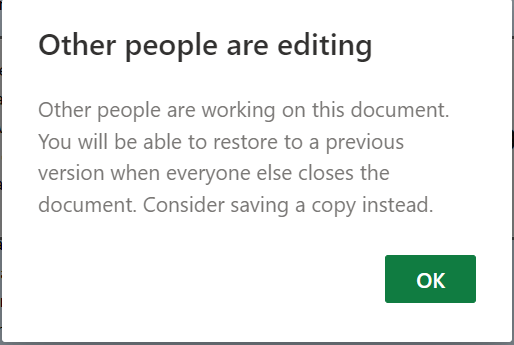 Other people are editing
Other people are working on this document.
You will be able to restore to a previous
version when everyone else closes the
document. Consider saving a copy instead.
OK